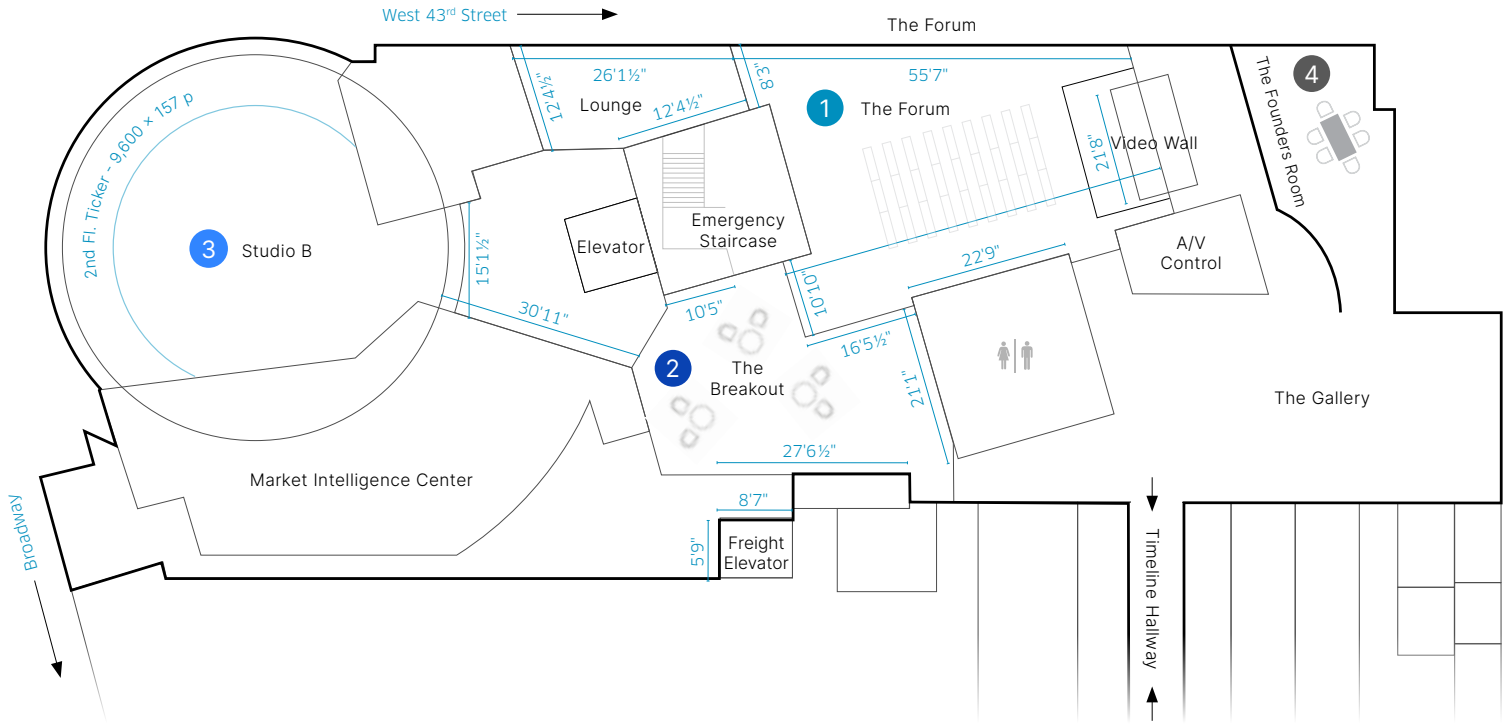 West 43rd Street
The Forum
26'1½"
55'7"
12'4½"
8'3"
Lounge
12'4½"
1
The Forum
21'8"
Video Wall
4
The Founders Room
2nd Fl. Ticker - 9,600 × 157 p
3
Studio B
15'1½"
Elevator
Emergency
Staircase
A/V
Control
22'9"
10'10"
10'5"
30'11"
16'5½"
2
The
Breakout
21'1"
The Gallery
27'6½"
Market Intelligence Center
8'7"
5'9"
Freight
Elevator
Broadway
Timeline Hallway